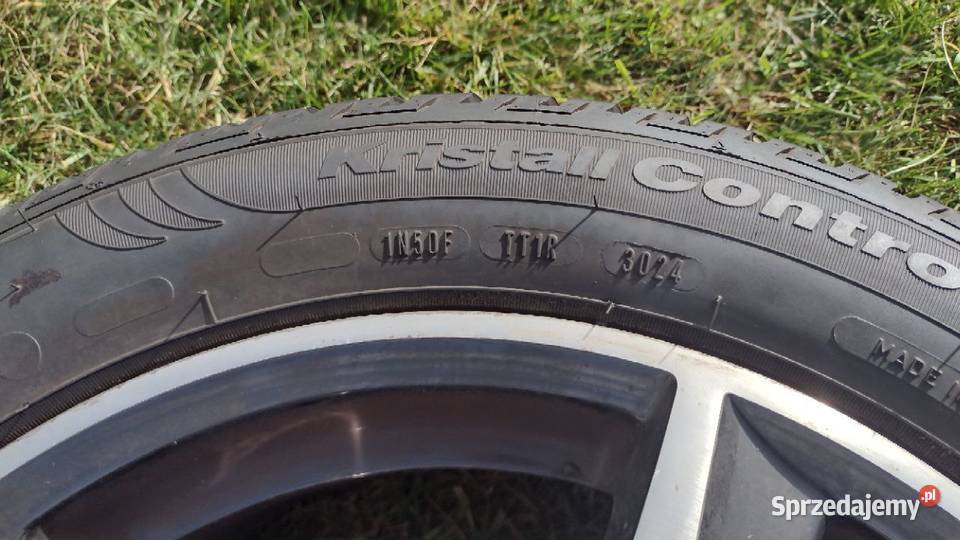 Kristall Contro
1N50F TT1R 3024
MADE
Sprzedajemy.pl